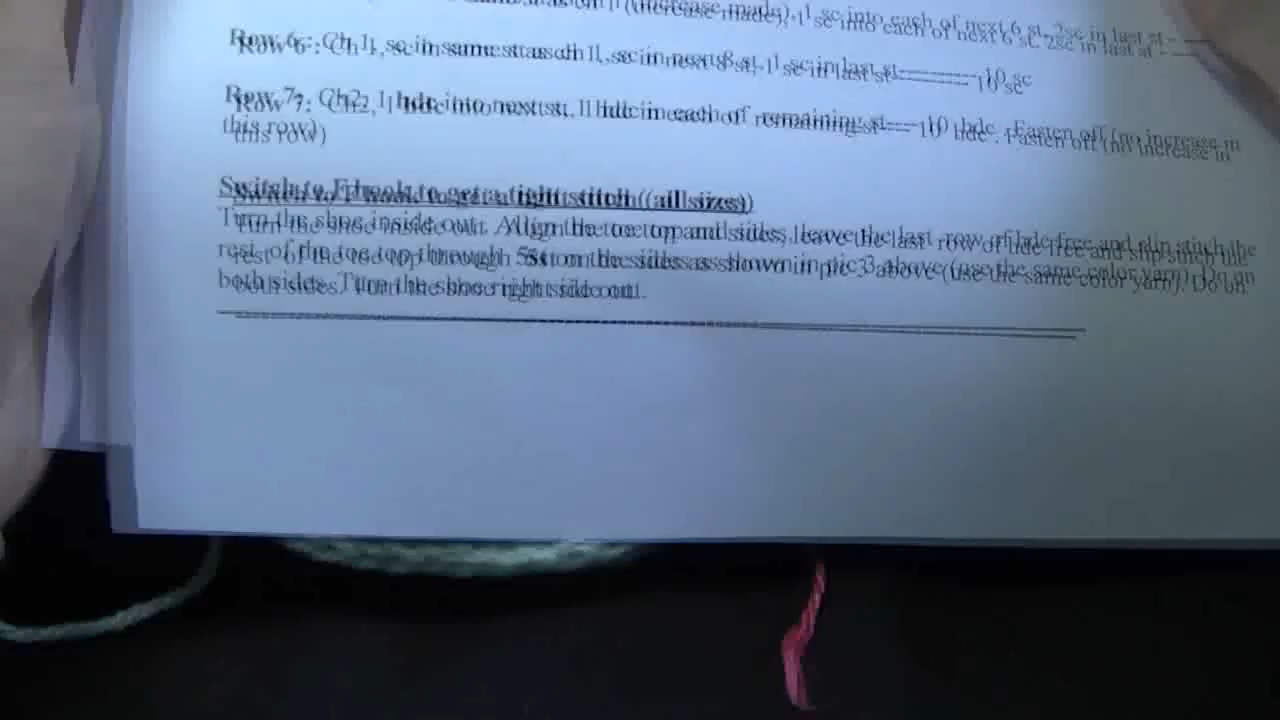 (increase made), 1 sc into each of next 6 st, 2sc in last st
Row 6: Ch 1, sc in same st as ch 1, sc in next 8 st, 1 sc in last st---------- 10 sc
Row 7: Ch2, 1 hdc into next st, 1 hdc in each of remaining st---- 10 hdc. Fasten off (no increase in
this row)
Switch to F hook to get a tight stitch (all sizes)
Turn the shoe inside out. Align the toe top and sides, leave the last row of hdc free and slip stitch the
rest of the toe top through 5st on the sides as shown in pic 3 above (use the same color yarn). Do on
both sides. Turn the shoe right side out.